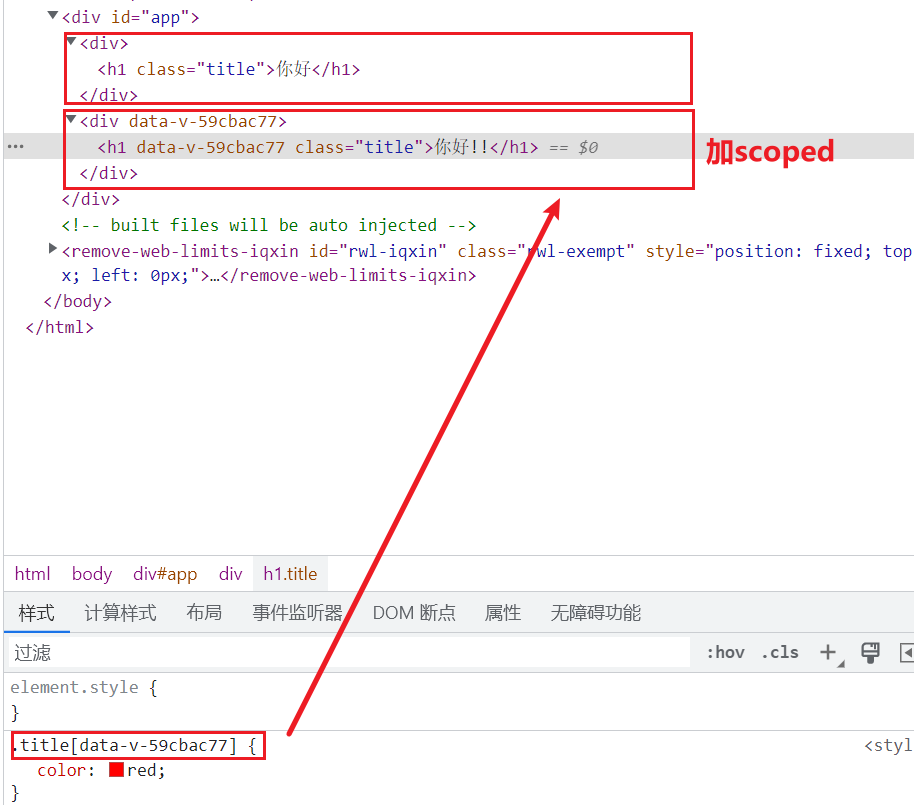 <div id="app">
<div>
<h1 class="title">你好</h1>
</div>
<div data-v-59cbac77>
<h1 data-v-59cbac77 class="title">你好!!</h1> == $0
加scoped
</div>
</div>
<!-- built files will be auto injected -->
<remove-web-limits-iqxin id="rwl-iqxin" class="rwl-exempt" style="position: fixed; top
x; left: 0px;">…</remove-web-limits-iqxin>
</body>
</html>
html body div#app div h1.title
样式 计算样式 布局 事件监听器 DOM 断点 属性 无障碍功能
过滤 :hov .cls +
element.style {
}
.title[data-v-59cbac77] { <styl
color: red;
}